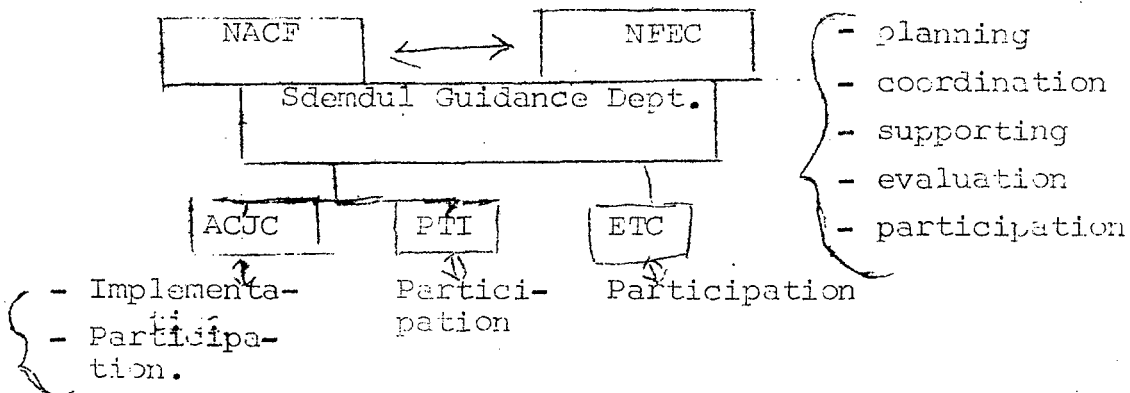 NACF
NFEC
Sdemdul Guidance Dept.
- planning
- coordination
- supporting
- evaluation
- participation
ACJC
PTI
ETC
- Implementa-
- Participa-
tion.
Partici-
pation
Participation